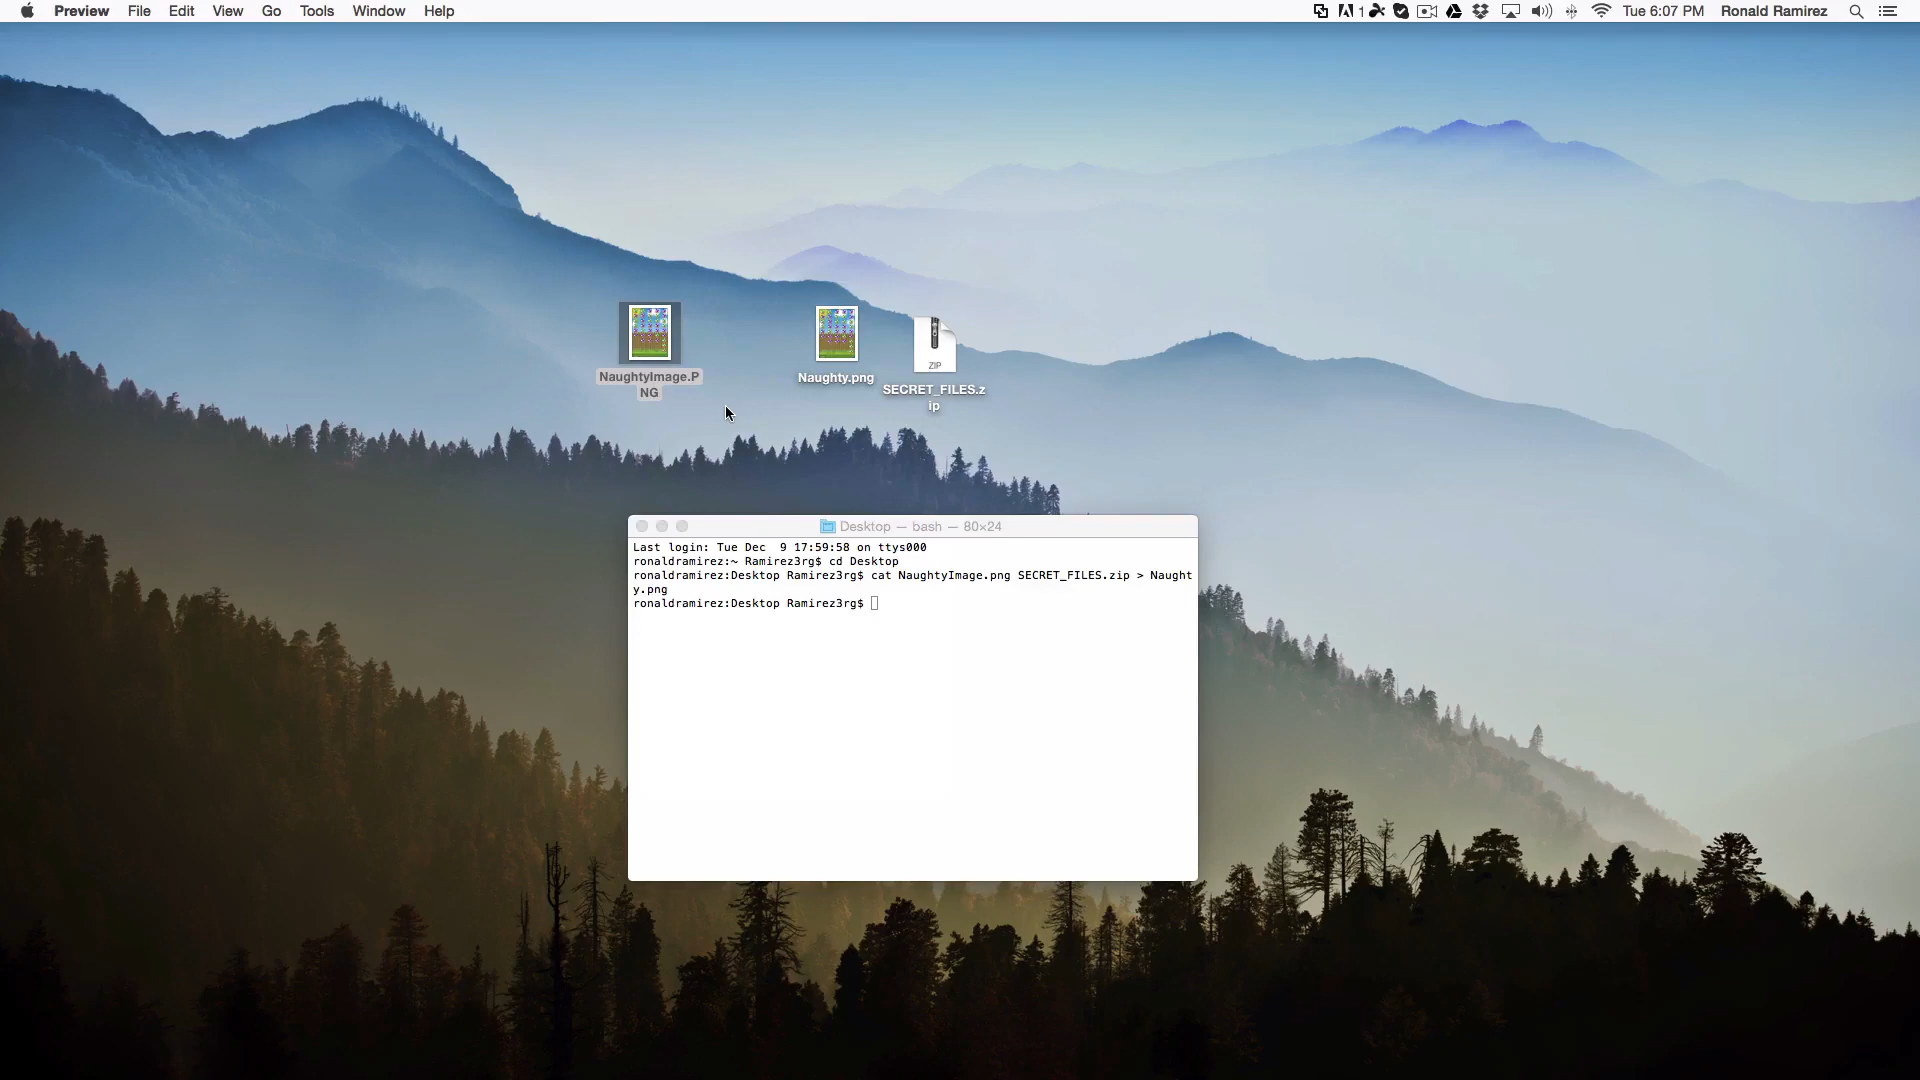 Preview File Edit View Go Tools Window Help 1 Tue 6:07 PM Ronald Ramirez
NaughtyImage.P
NG
Naughty.png
ZIP
SECRET_FILES.z
ip
Desktop — bash — 80×24
Last login: Tue Dec  9 17:59:58 on ttys000
ronaldramirez:~ Ramirez3rg$ cd Desktop
ronaldramirez:Desktop Ramirez3rg$ cat NaughtyImage.png SECRET_FILES.zip > Naught
y.png
ronaldramirez:Desktop Ramirez3rg$